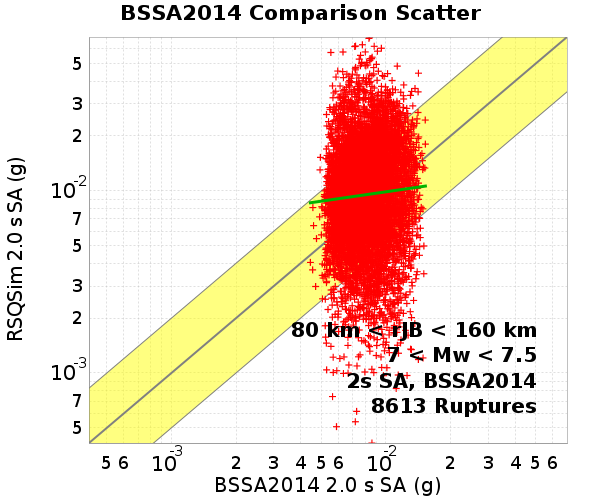 BSSA2014 Comparison Scatter
RSQSim 2.0 s SA (g)
5
3
2
10^-2
7
5
3
2
10^-3
7
5
80 km < rJB < 160 km
7 < Mw < 7.5
2s SA, BSSA2014
8613 Ruptures
5 6 10^-3 2 3 4 5 6 10^-2 2 3 4 5 6
BSSA2014 2.0 s SA (g)